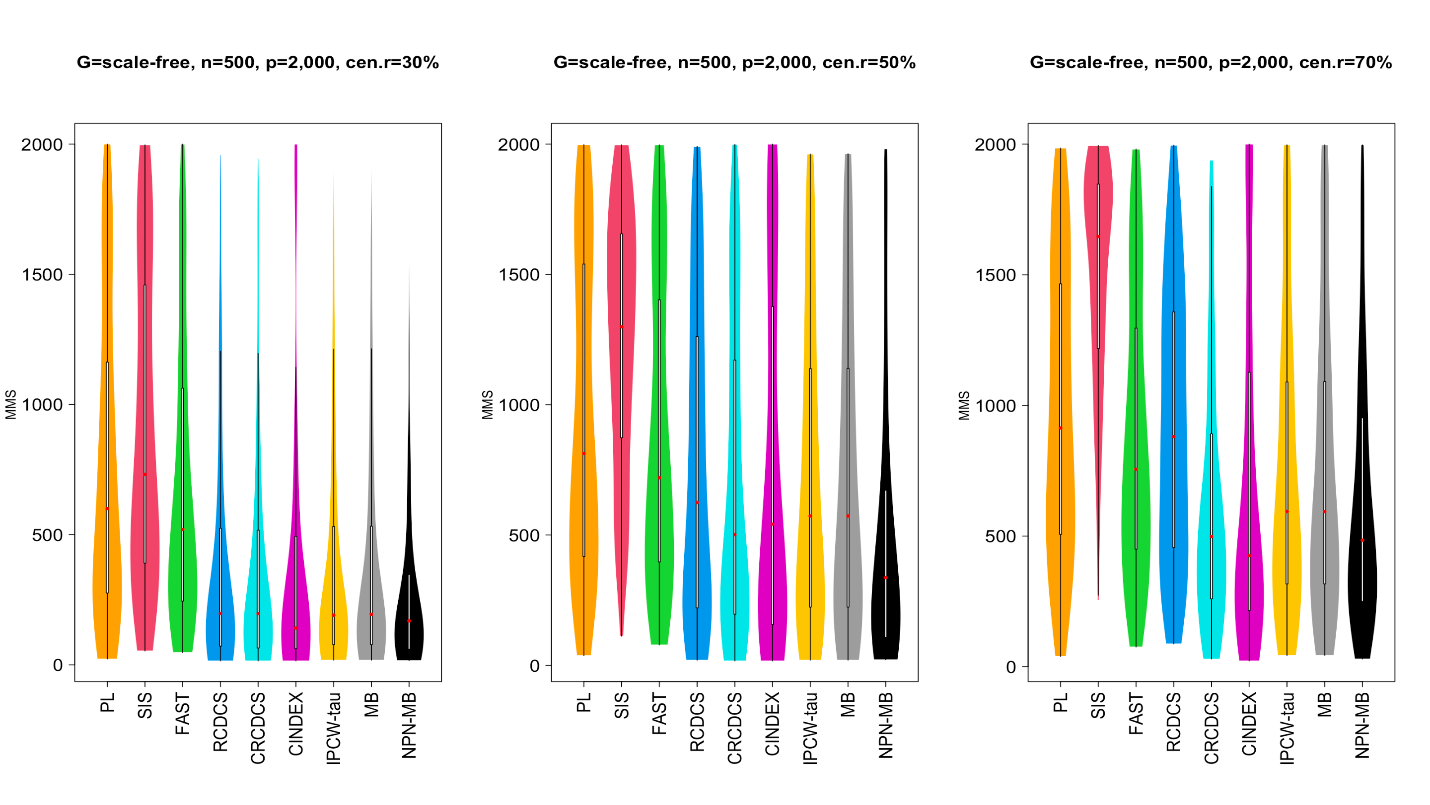 G=scale-free, n=500, p=2,000, cen.r=30%
MMS
2000
1500
1000
500
0
PL
SIS
FAST
RCDCS
CRCDCS
CINDEX
IPCW-tau
MB
NPN-MB
G=scale-free, n=500, p=2,000, cen.r=50%
MMS
2000
1500
1000
500
0
PL
SIS
FAST
RCDCS
CRCDCS
CINDEX
IPCW-tau
MB
NPN-MB
G=scale-free, n=500, p=2,000, cen.r=70%
MMS
2000
1500
1000
500
0
PL
SIS
FAST
RCDCS
CRCDCS
CINDEX
IPCW-tau
MB
NPN-MB